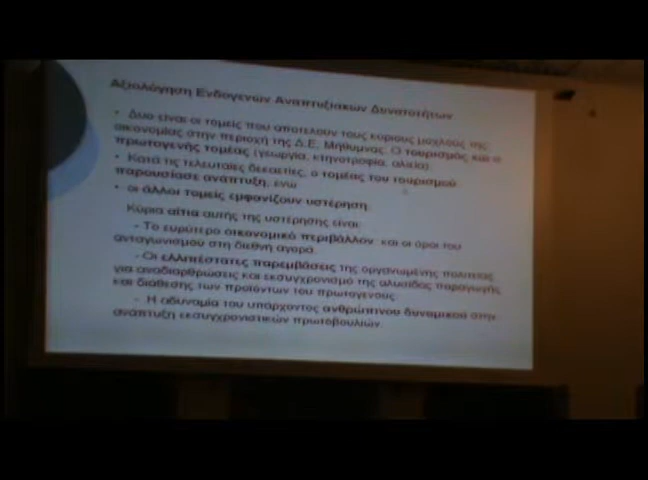 Αξιολόγηση Ενδογενών Αναπτυξιακών Δυνατοτήτων
• Δυο είναι οι τομείς που αποτελούν τους κύριους μοχλούς της
οικονομίας στην περιοχή της Δ.Ε. Μήθυμνας. Ο τουρισμός και ο
πρωτογενής τομέας (γεωργία, κτηνοτροφία, αλιεία).
• Κατά τις τελευταίες δεκαετίες, ο τομέας του τουρισμού
παρουσίασε ανάπτυξη, ενώ
• οι άλλοι τομείς εμφανίζουν υστέρηση.
Κύρια αίτια αυτής της υστέρησης είναι:
- Το ευρύτερο οικονομικό περιβάλλον και οι όροι του
ανταγωνισμού στη διεθνή αγορά.
- Οι ελλιπέστατες παρεμβάσεις της οργανωμένης πολιτείας
για αναδιαρθρώσεις και εκσυγχρονισμό της αλυσίδας παραγωγής
και διάθεσης των προϊόντων του πρωτογενούς
- Η αδυναμία του υπάρχοντος ανθρώπινου δυναμικού στην
ανάπτυξη εκσυγχρονιστικών πρωτοβουλιών.